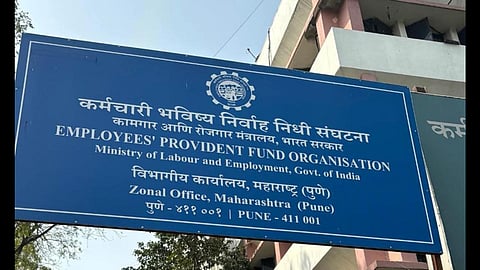 कर्मचारी भविष्य निर्वाह निधी संघटना
कामगार आणि रोजगार मंत्रालय, भारत सरकार
EMPLOYEES' PROVIDENT FUND ORGANISATION
Ministry of Labour and Employment, Govt. of India
विभागीय कार्यालय, महाराष्ट्र (पुणे)
Zonal Office, Maharashtra (Pune)
पुणे - ४११ ००१ | PUNE - 411 001